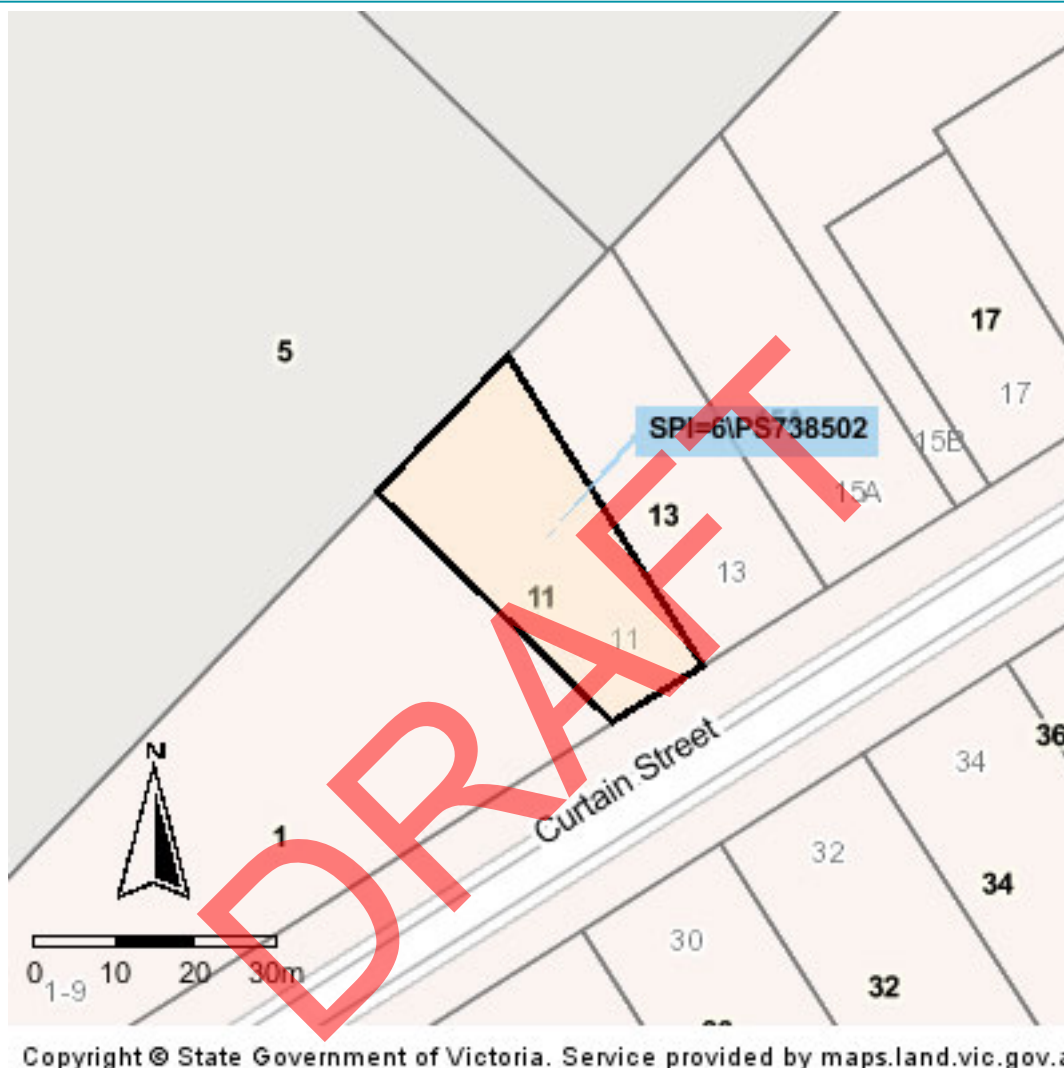 5
17
17
SPI=6\PS738502
15B
15A
13
13
11
11
Curtain Street
36
34
N
1
32
34
30
0 10 20 30m
1-9
32
DRAFT
Copyright © State Government of Victoria. Service provided by maps.land.vic.gov.a